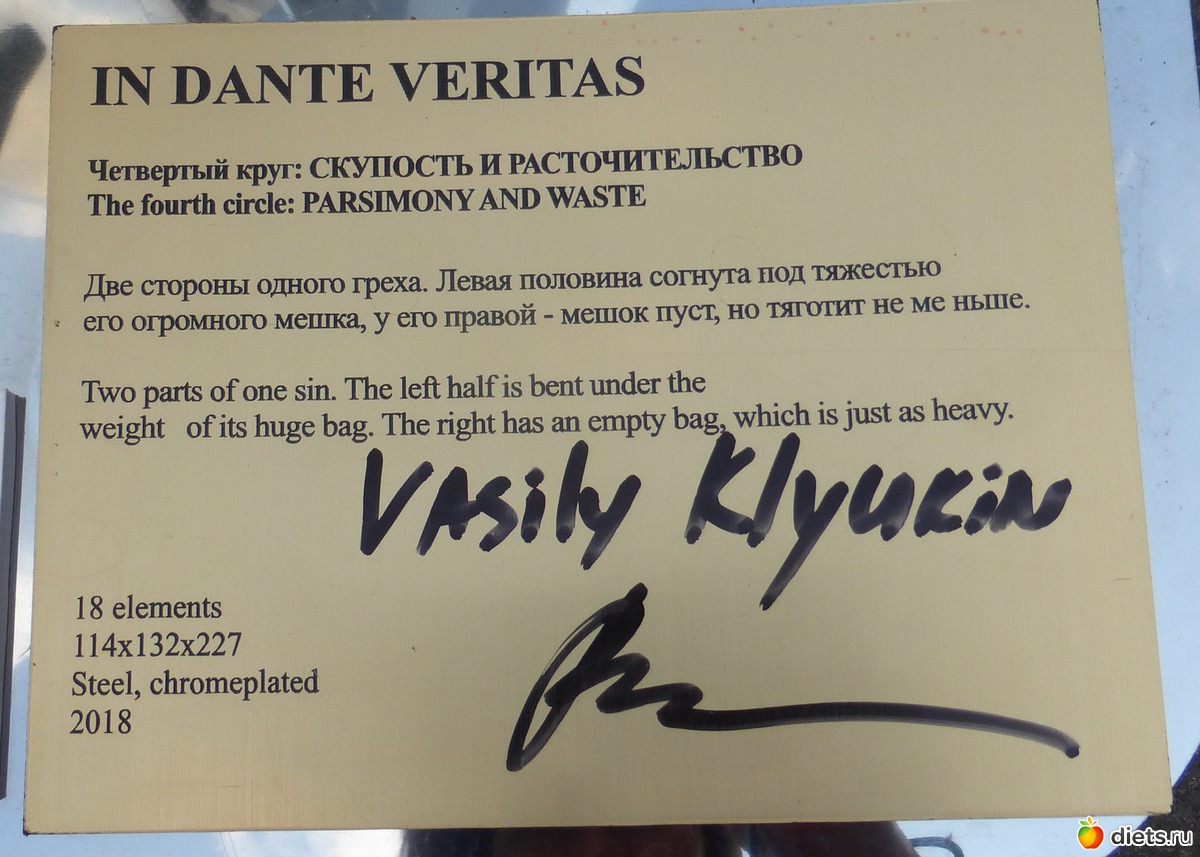 IN DANTE VERITAS
Четвертый круг: СКУПОСТЬ И РАСТОЧИТЕЛЬСТВО
The fourth circle: PARSIMONY AND WASTE
Две стороны одного греха. Левая половина согнута под тяжестью
его огромного мешка, у его правой - мешок пуст, но тяготит не ме ньше.
Two parts of one sin. The left half is bent under the
weight of its huge bag. The right has an empty bag, which is just as heavy.
Vasily Klyukin
18 elements
114x132x227
Steel, chromeplated
2018
diets.ru